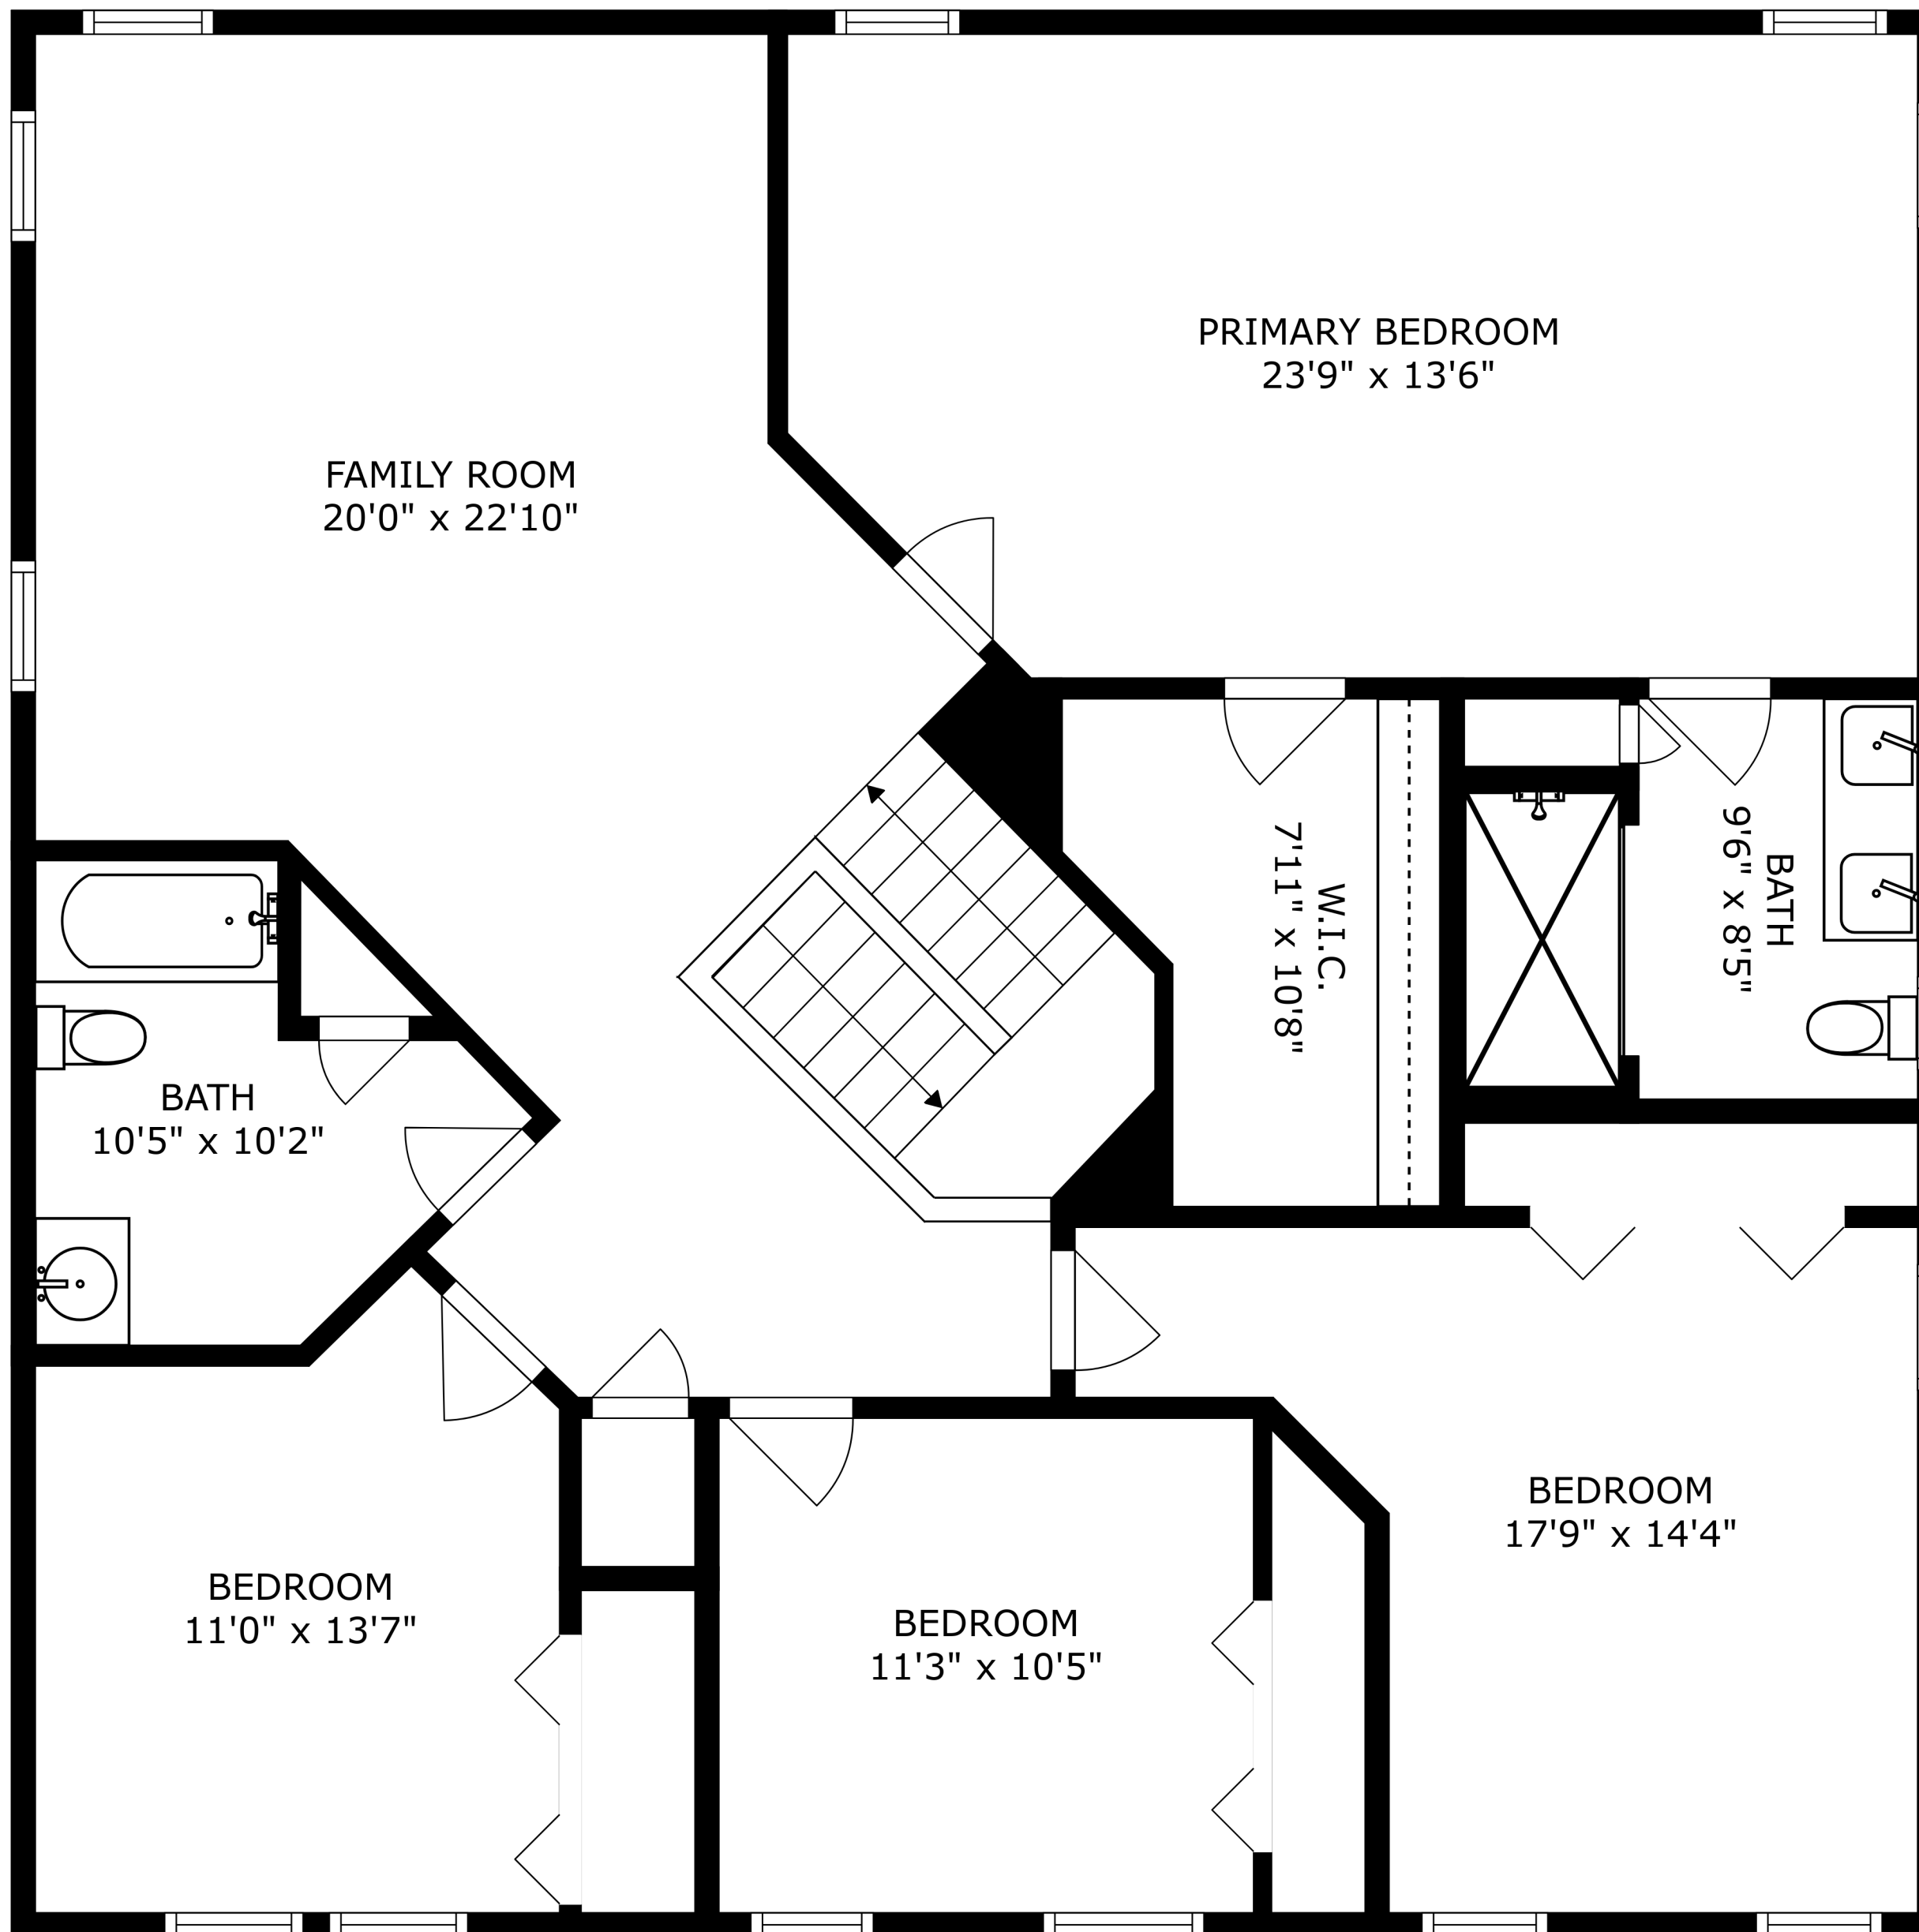 PRIMARY BEDROOM
23'9" x 13'6"
FAMILY ROOM
20'0" x 22'10"
W.I.C.
7'11" x 10'8"
BATH
9'6" x 8'5"
BATH
10'5" x 10'2"
BEDROOM
17'9" x 14'4"
BEDROOM
11'0" x 13'7"
BEDROOM
11'3" x 10'5"